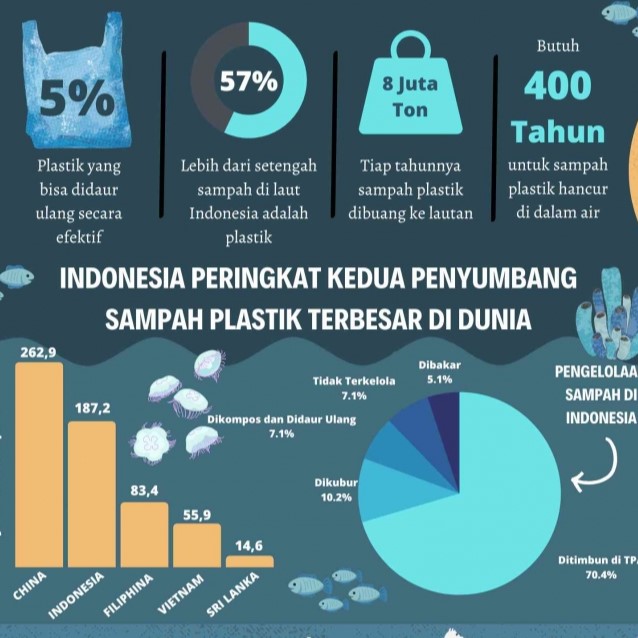 5%
Plastik yang
bisa didaur
ulang secara
efektif
57%
Lebih dari setengah
sampah di laut
Indonesia adalah
plastik
8 Juta
Ton
Tiap tahunnya
sampah plastik
dibuang ke lautan
Butuh
400
Tahun
untuk sampah
plastik hancur
di dalam air
INDONESIA PERINGKAT KEDUA PENYUMBANG
SAMPAH PLASTIK TERBESAR DI DUNIA
262,9
187,2
83,4
55,9
14,6
CHINA
INDONESIA
FILIPHINA
VIETNAM
SRI LANKA
PENGELOLAA
SAMPAH DI
INDONESIA
Dibakar
5.1%
Tidak Terkelola
7.1%
Dikompos dan Didaur Ulang
7.1%
Dikubur
10.2%
Ditimbun di TPA
70.4%